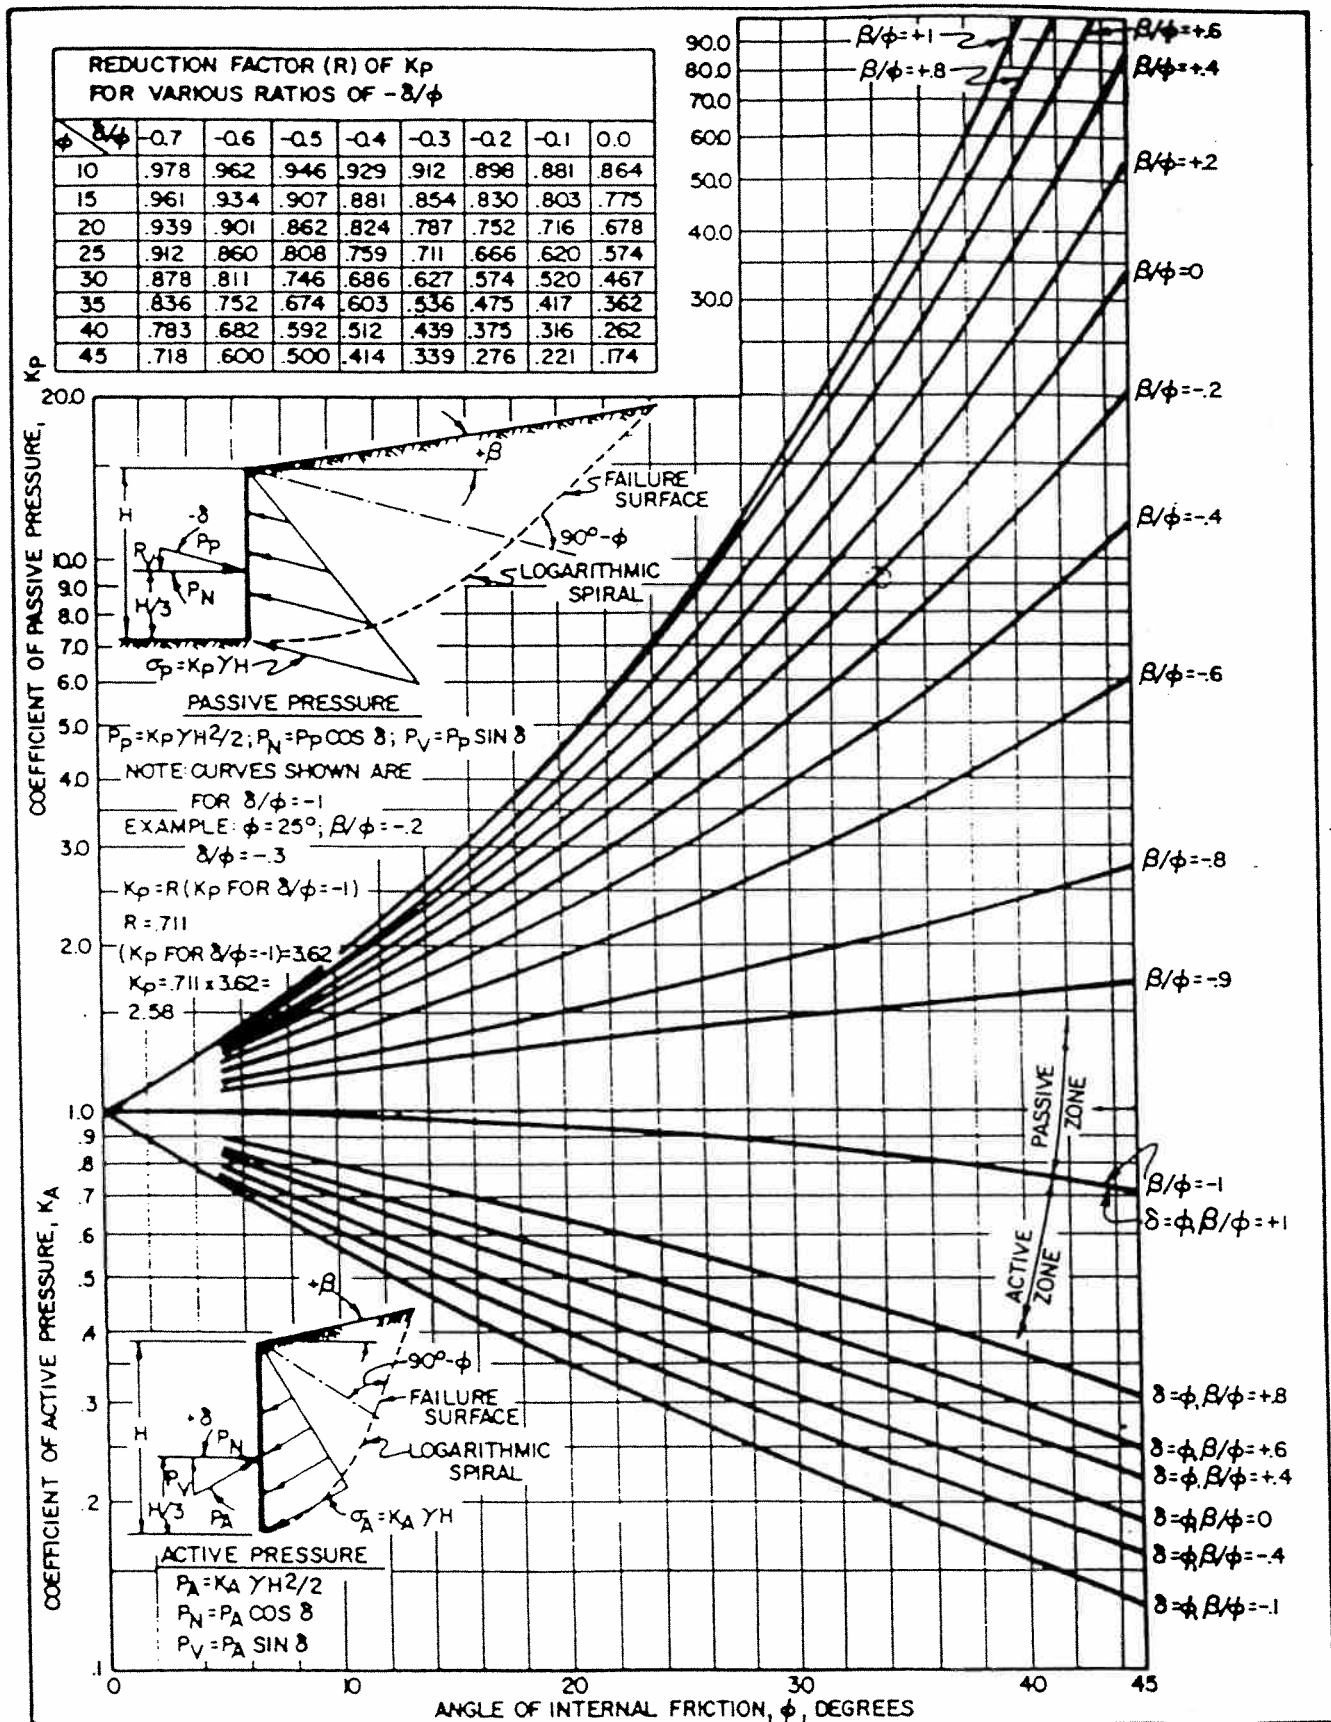 REDUCTION FACTOR (R) OF Kp
FOR VARIOUS RATIOS OF -δ/ϕ
ϕ δ/ϕ -0.7 -0.6 -0.5 -0.4 -0.3 -0.2 -0.1 0.0
10 .978 .962 .946 .929 .912 .898 .881 .864
15 .961 .934 .907 .881 .854 .830 .803 .775
20 .939 .901 .862 .824 .787 .752 .716 .678
25 .912 .860 .808 .759 .711 .666 .620 .574
30 .878 .811 .746 .686 .627 .574 .520 .467
35 .836 .752 .674 .603 .536 .475 .417 .362
40 .783 .682 .592 .512 .439 .375 .316 .262
45 .718 .600 .500 .414 .339 .276 .221 .174
90.0
80.0
70.0
60.0
50.0
40.0
30.0
20.0
10.0
9.0
8.0
7.0
6.0
5.0
4.0
3.0
2.0
1.0
.9
.8
.7
.6
.5
.4
.3
.2
.1
COEFFICIENT OF PASSIVE PRESSURE, Kp
COEFFICIENT OF ACTIVE PRESSURE, KA
β/ϕ=+1
β/ϕ=+.8
β/ϕ=+.6
β/ϕ=+.4
β/ϕ=+.2
β/ϕ=0
β/ϕ=-.2
β/ϕ=-.4
β/ϕ=-.6
β/ϕ=-.8
β/ϕ=-.9
β/ϕ=-1
δ=ϕ,β/ϕ=+1
δ=ϕ,β/ϕ=+.8
δ=ϕ,β/ϕ=+.6
δ=ϕ,β/ϕ=+.4
δ=ϕ,β/ϕ=0
δ=ϕ,β/ϕ=-.4
δ=ϕ,β/ϕ=-.1
+β
H
-δ
Pp
PN
H/3
FAILURE
SURFACE
90°-ϕ
LOGARITHMIC
SPIRAL
σp=Kp γH
PASSIVE PRESSURE
Pp=Kp γH2/2; PN=Pp COS δ; PV=Pp SIN δ
NOTE: CURVES SHOWN ARE
FOR δ/ϕ=-1
EXAMPLE: ϕ=25°; β/ϕ=-.2
δ/ϕ=-.3
Kp=R(Kp FOR δ/ϕ=-1)
R=.711
(Kp FOR δ/ϕ=-1)=3.62
Kp=.711 x 3.62=
2.58
PASSIVE
ZONE
ACTIVE
ZONE
+β
90°-ϕ
FAILURE
SURFACE
LOGARITHMIC
SPIRAL
H
+δ
PN
PV
H/3
PA
σA=KA γH
ACTIVE PRESSURE
PA=KA γH2/2
PN=PA COS δ
PV=PA SIN δ
0 10 20 30 40 45
ANGLE OF INTERNAL FRICTION, ϕ, DEGREES